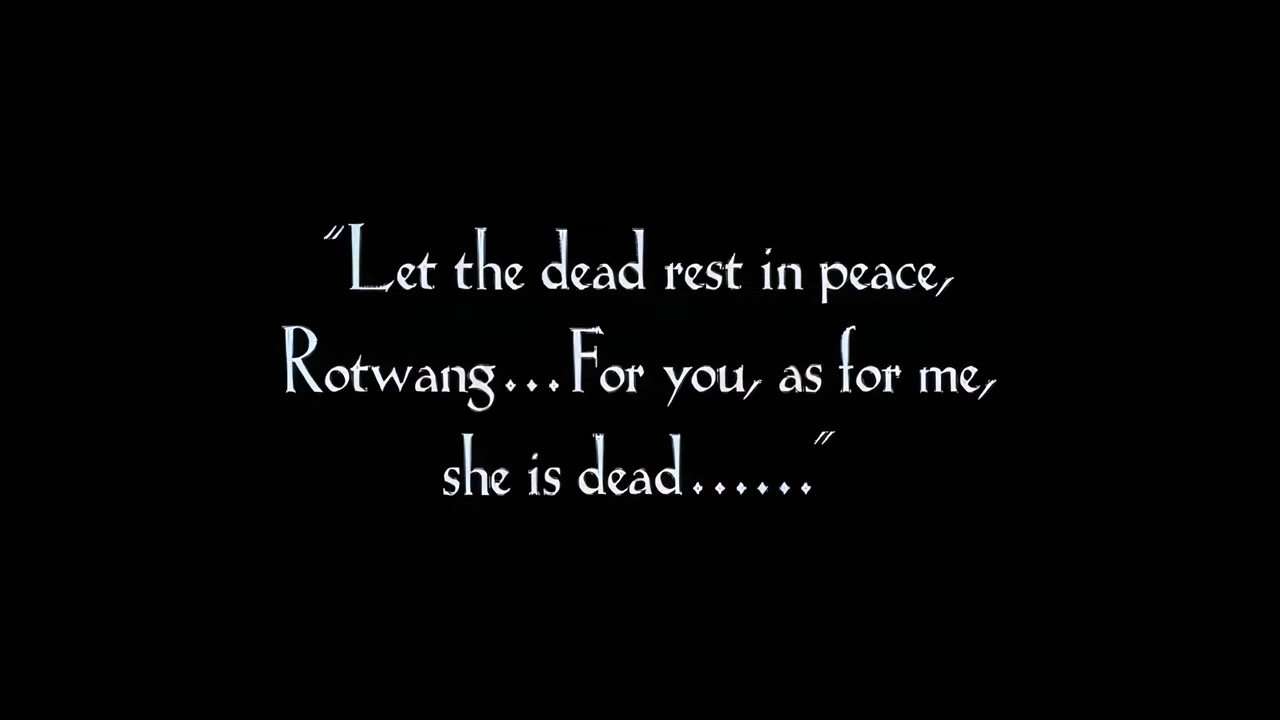 "Let the dead rest in peace,
Rotwang...For you, as for me,
she is dead......"